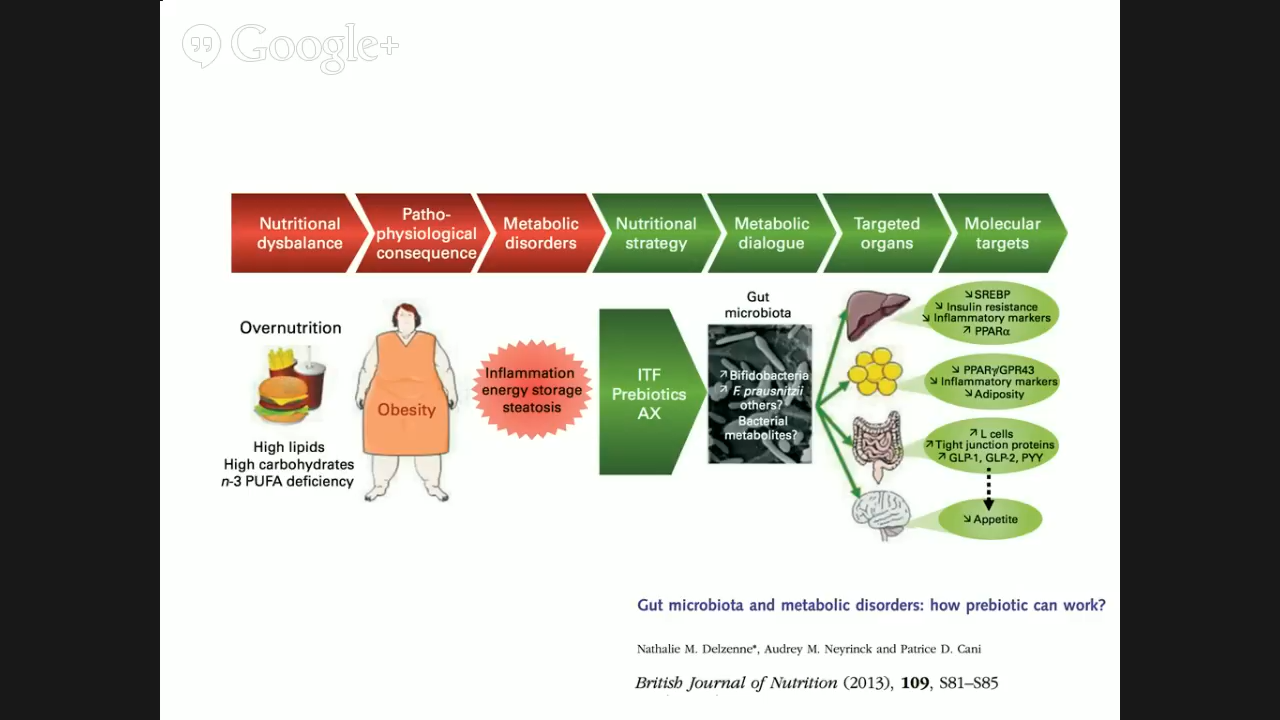 Google+
Nutritional
dysbalance
Patho-
physiological
consequence
Metabolic
disorders
Nutritional
strategy
Metabolic
dialogue
Targeted
organs
Molecular
targets
Overnutrition
High lipids
High carbohydrates
n-3 PUFA deficiency
Obesity
Inflammation
energy storage
steatosis
ITF
Prebiotics
AX
Gut
microbiota
↗ Bifidobacteria
↗ F. prausnitzii
others?
Bacterial
metabolites?
↘ SREBP
↘ Insulin resistance
↘ Inflammatory markers
↗ PPARα
↘ PPARγ/GPR43
↘ Inflammatory markers
↘ Adiposity
↗ L cells
↗ Tight junction proteins
↗ GLP-1, GLP-2, PYY
↘ Appetite
Gut microbiota and metabolic disorders: how prebiotic can work?
Nathalie M. Delzenne*, Audrey M. Neyrinck and Patrice D. Cani
British Journal of Nutrition (2013), 109, S81–S85